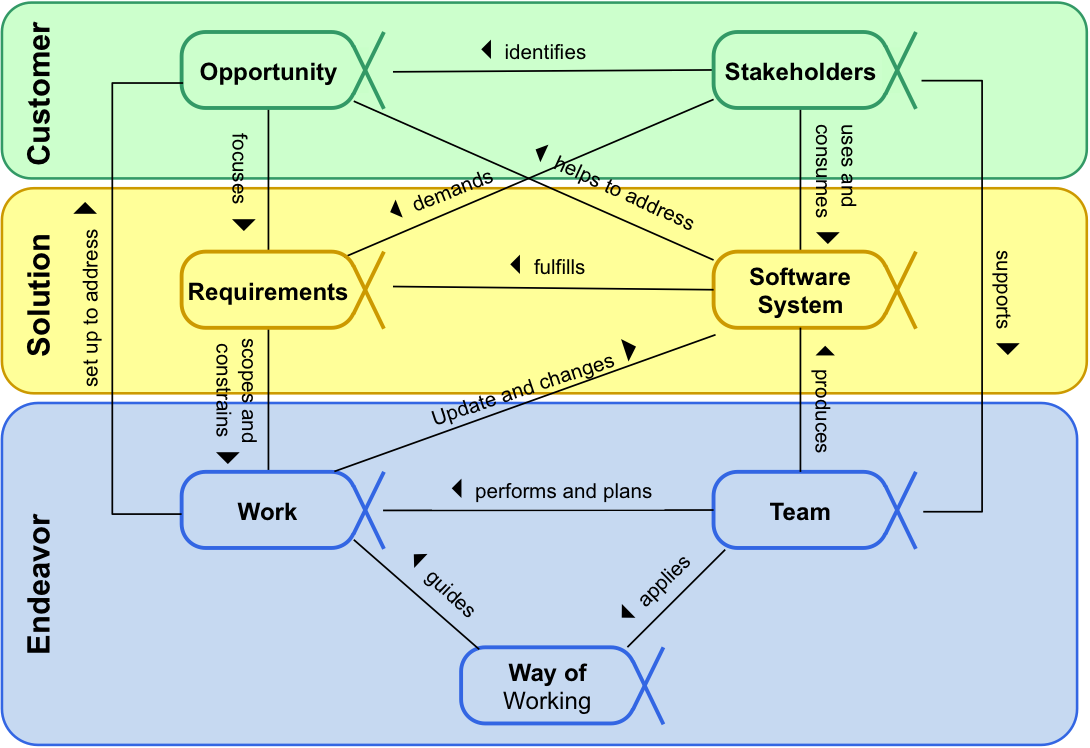 Customer
Opportunity
identifies
Stakeholders
focuses
demands
helps to address
uses and
consumes
Solution
set up to address
Requirements
fulfills
Software
System
supports
scopes and
constrains
Update and changes
produces
Endeavor
Work
performs and plans
Team
guides
applies
Way of
Working